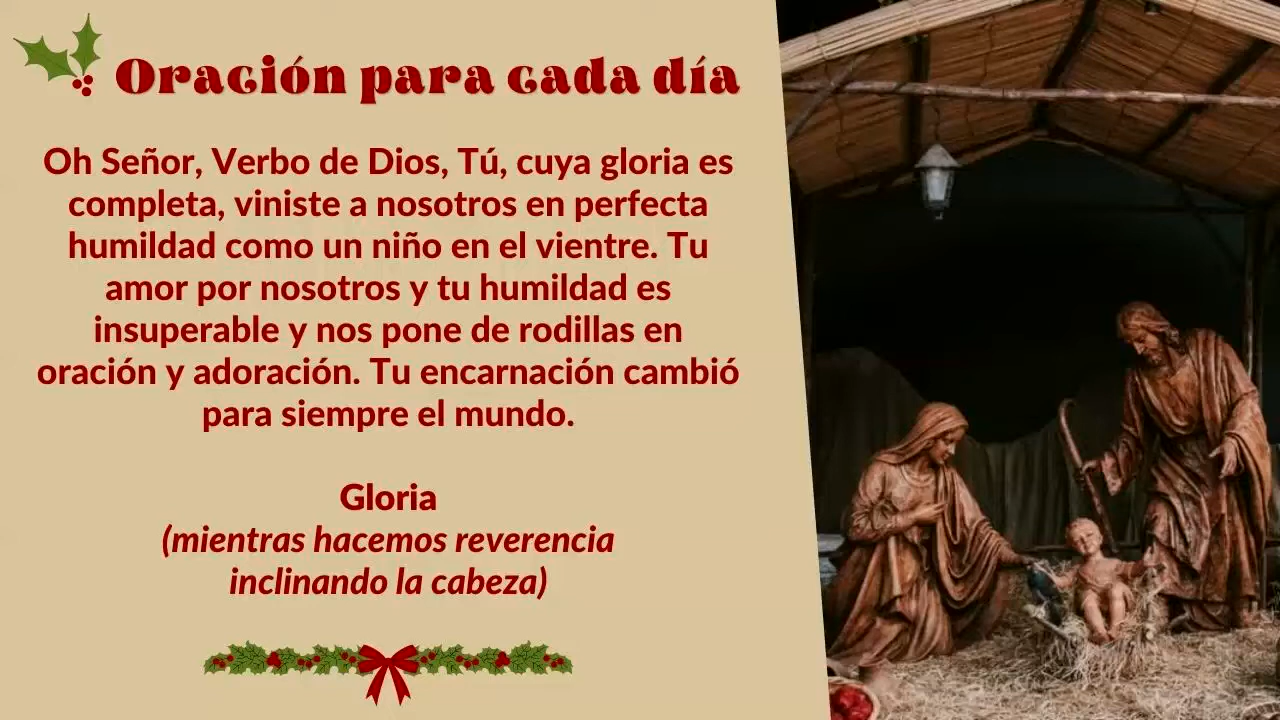 Oración para cada día
Oh Señor, Verbo de Dios, Tú, cuya gloria es
completa, viniste a nosotros en perfecta
humildad como un niño en el vientre. Tu
amor por nosotros y tu humildad es
insuperable y nos pone de rodillas en
oración y adoración. Tu encarnación cambió
para siempre el mundo.
Gloria
(mientras hacemos reverencia
inclinando la cabeza)